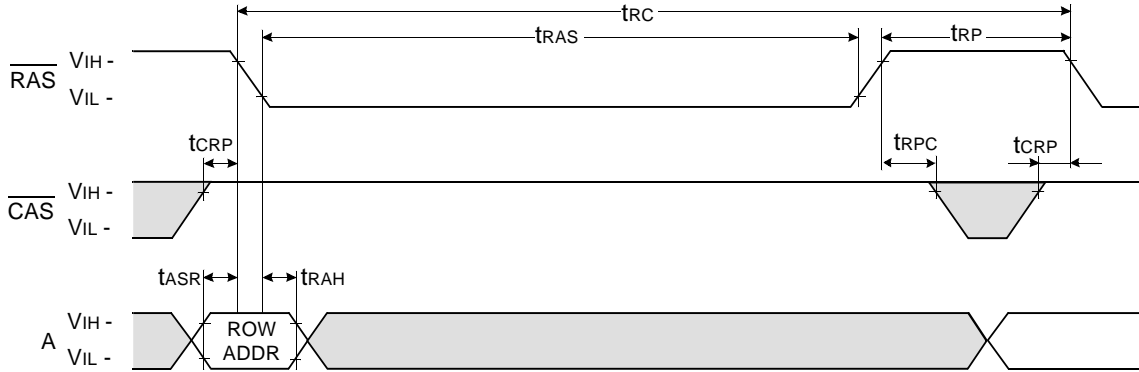 tRC
tRAS
tRP
RAS
VIH -
VIL -
tCRP
tRPC
tCRP
CAS
VIH -
VIL -
tASR
tRAH
A
VIH -
VIL -
ROW
ADDR